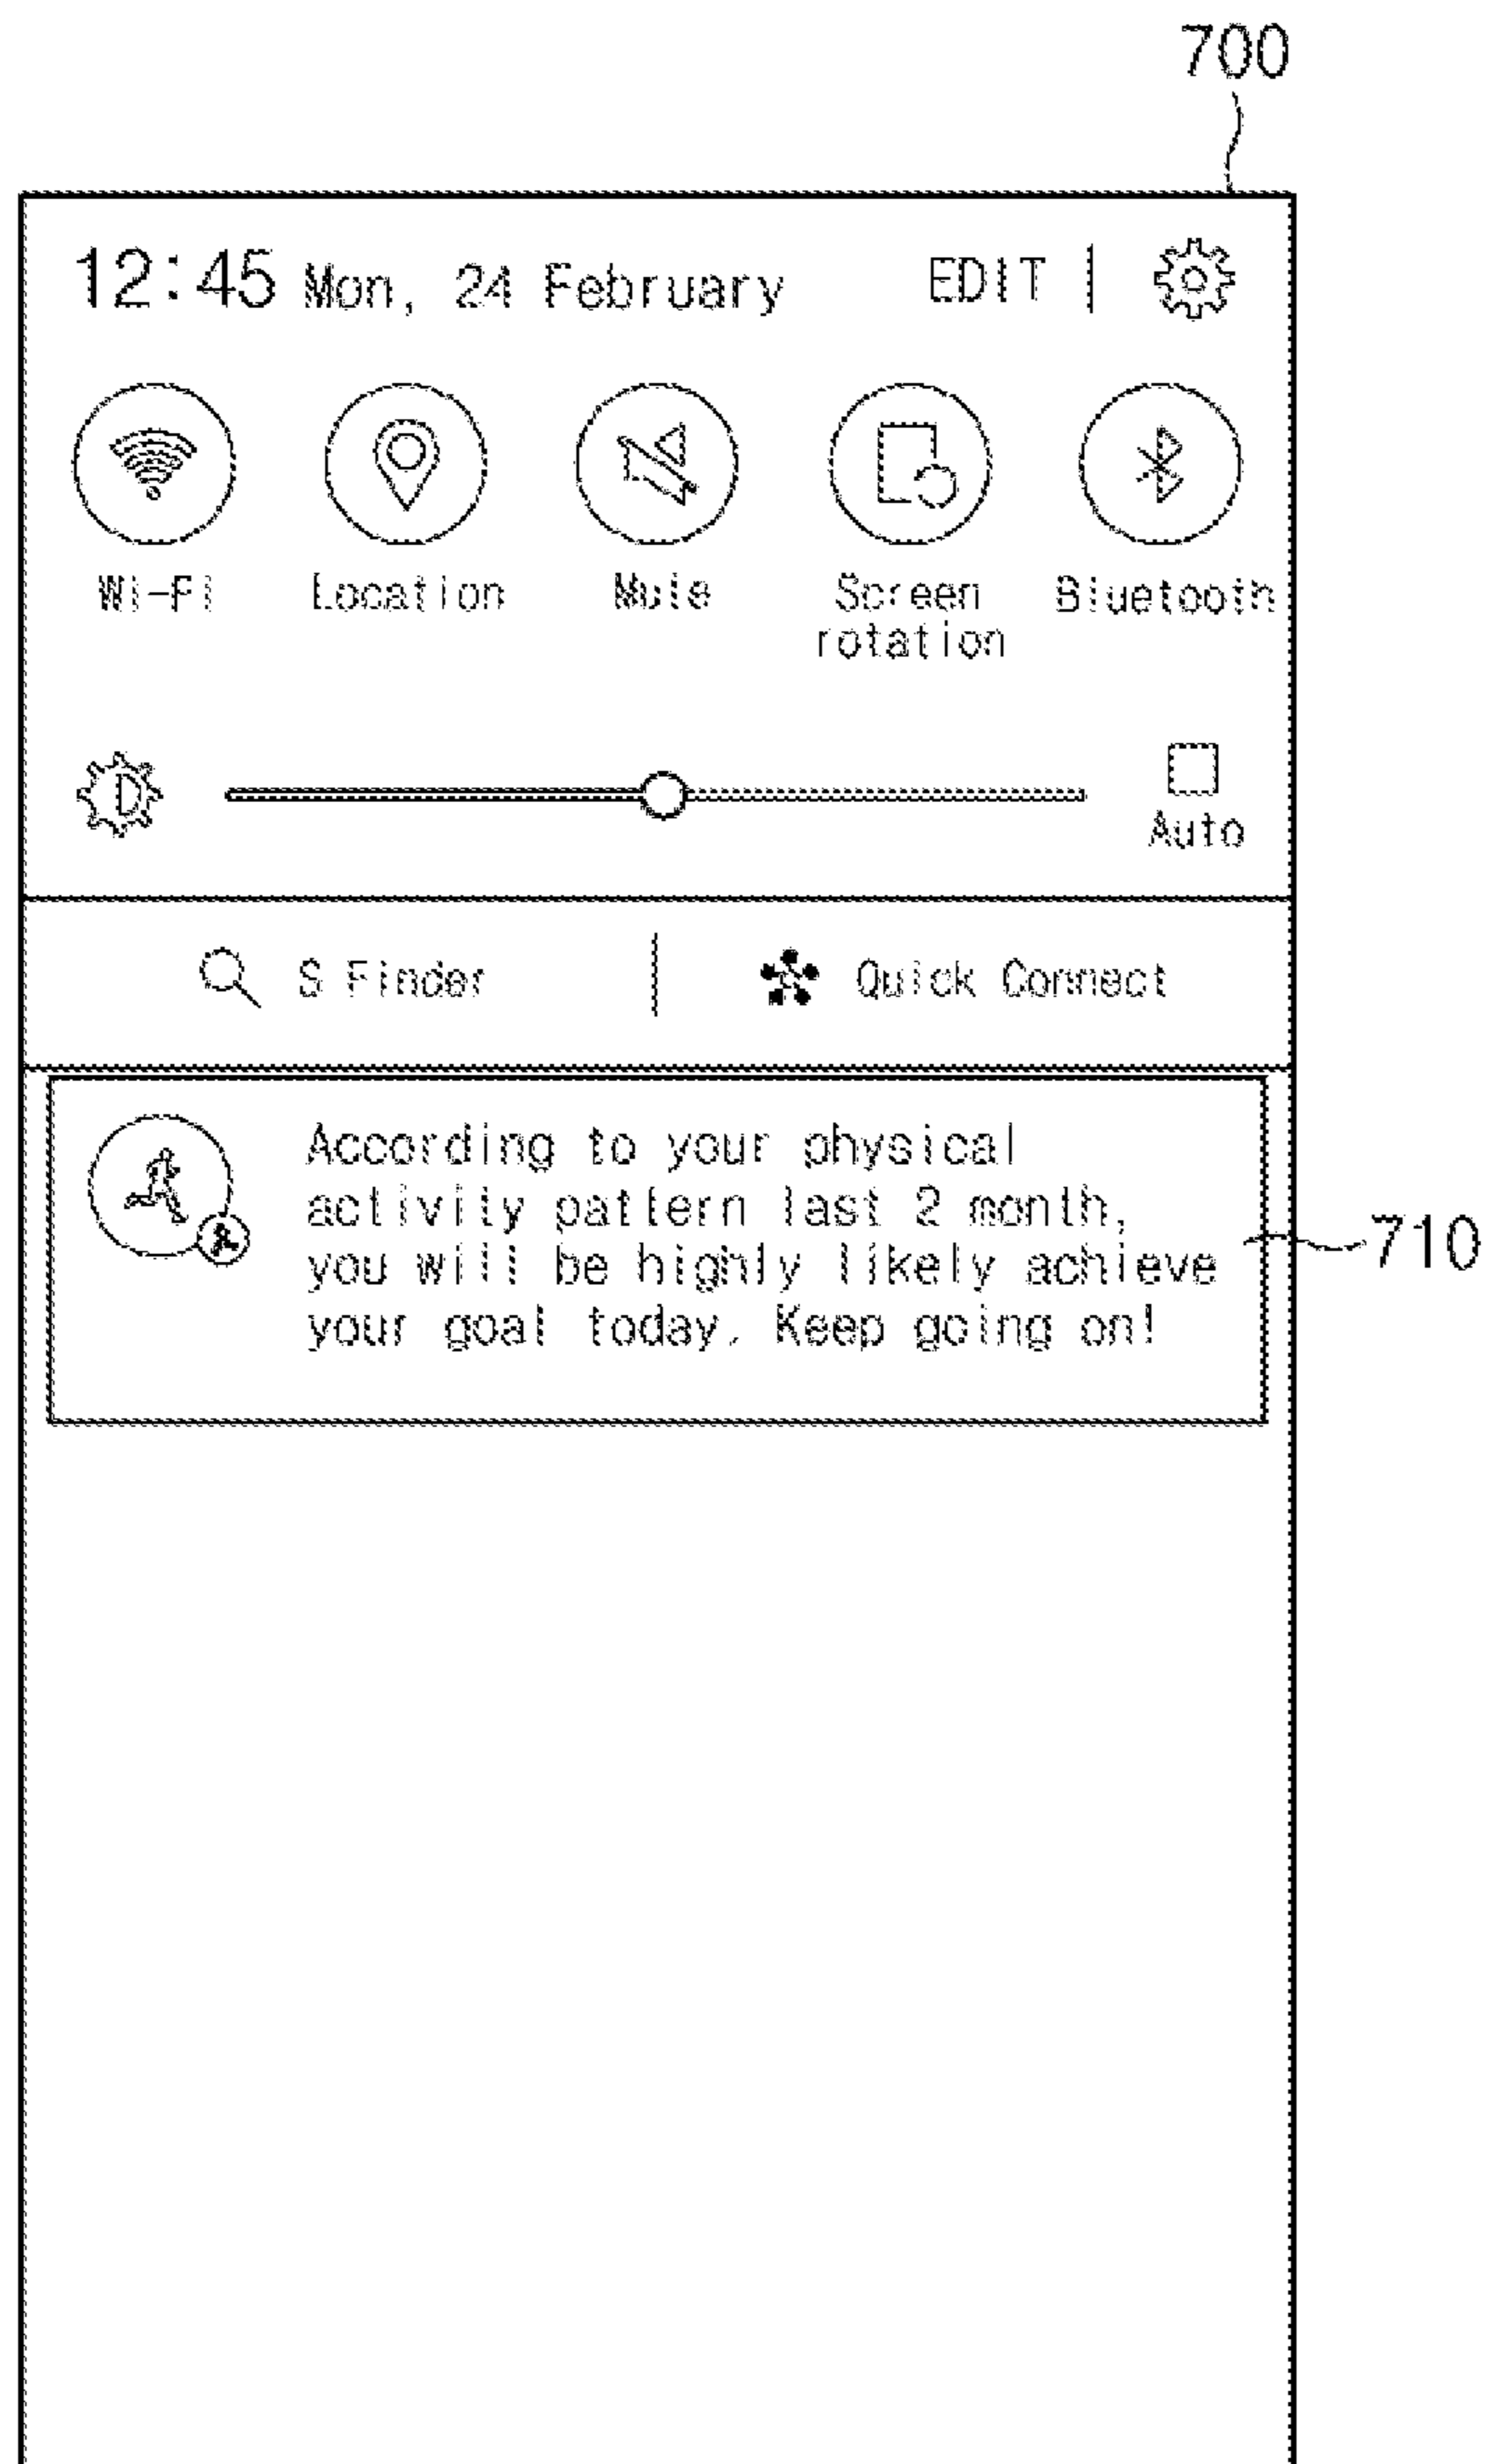 700
12:45 Mon, 24 February EDIT |
Wi-Fi Location Mute Screen rotation Bluetooth
Auto
S Finder | Quick Connect
According to your physical
activity pattern last 2 month,
you will be highly likely achieve
your goal today. Keep going on!
710